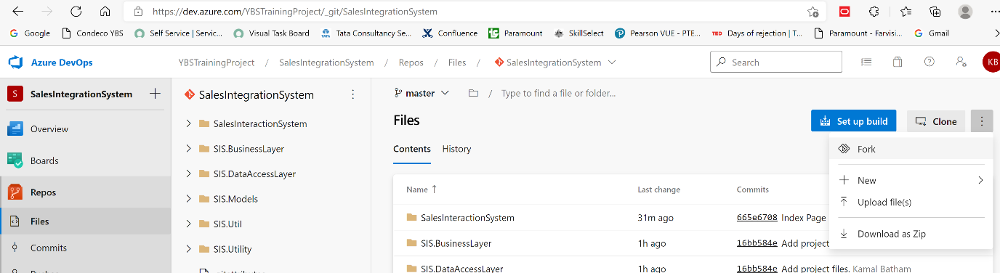 https://dev.azure.com/YBSTrainingProject/_git/SalesIntegrationSystem
Google Condeco YBS Self Service | Servic... Visual Task Board TATA Tata Consultancy Se... Confluence Paramount SkillSelect Pearson VUE - PTE... TED Days of rejection | T... Paramount - Farvisi... Gmail
Azure DevOps YBSTrainingProject / SalesIntegrationSystem / Repos / Files / SalesIntegrationSystem Search KB
S SalesIntegrationSystem
Overview
Boards
Repos
Files
Commits
SalesIntegrationSystem
SalesInteractionSystem
SIS.BusinessLayer
SIS.DataAccessLayer
SIS.Models
SIS.Util
SIS.Utility
master / Type to find a file or folder...
Files
Set up build Clone
Contents History
Fork
New
Upload file(s)
Download as Zip
Name ↑ Last change Commits
SalesInteractionSystem 31m ago 665e6708 Index Page
SIS.BusinessLayer 1h ago 16bb584e Add project
SIS.DataAccessLayer 1h ago 16bb584e Add project files. Kamal Batham